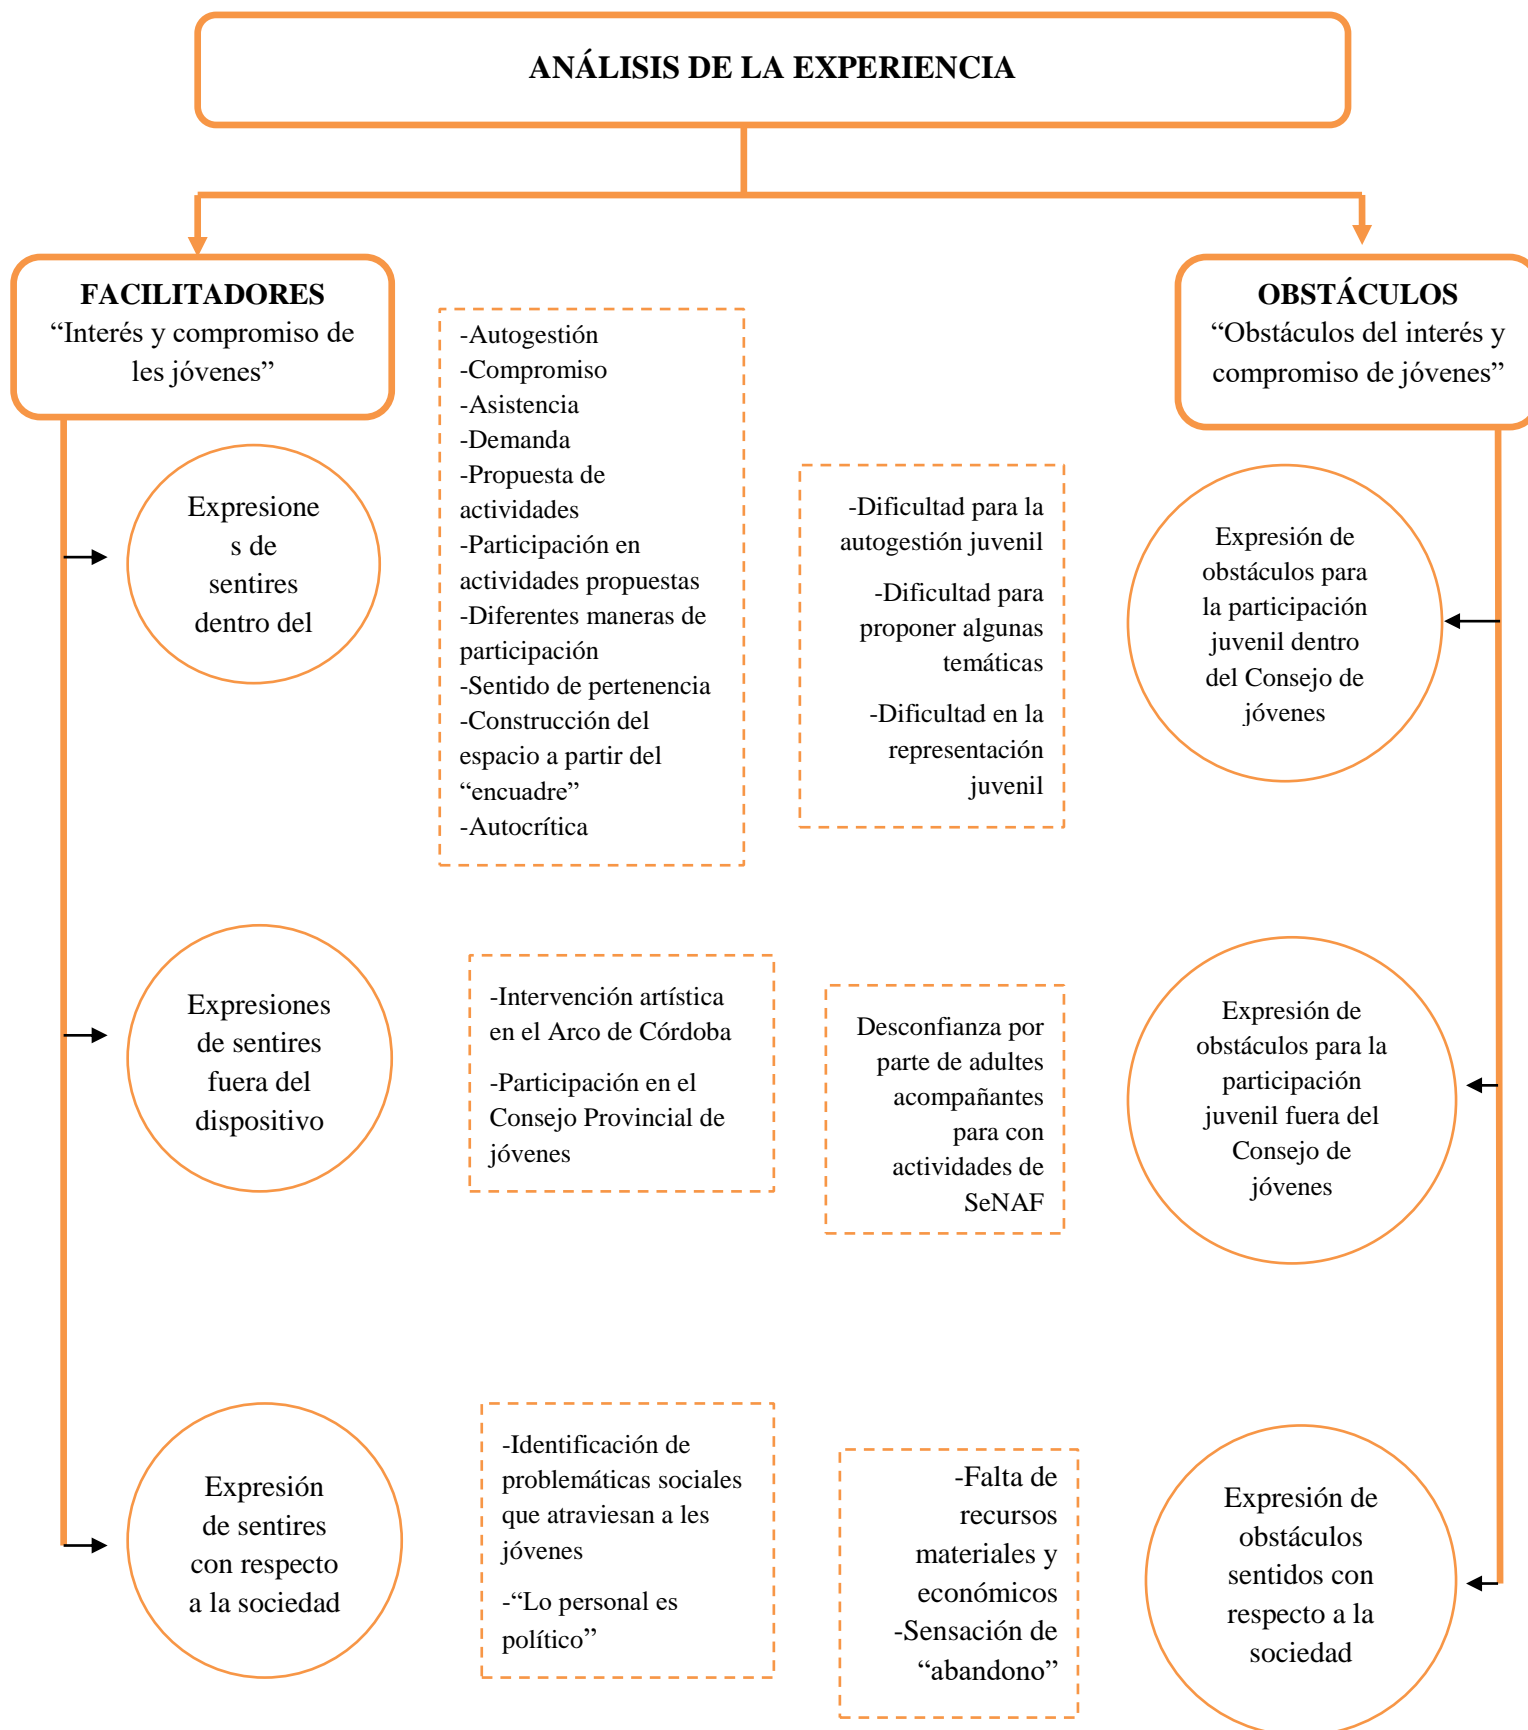 ANÁLISIS DE LA EXPERIENCIA
FACILITADORES
“Interés y compromiso de
les jóvenes”
OBSTÁCULOS
“Obstáculos del interés y
compromiso de jóvenes”
Expresione
s de
sentires
dentro del
-Autogestión
-Compromiso
-Asistencia
-Demanda
-Propuesta de
actividades
-Participación en
actividades propuestas
-Diferentes maneras de
participación
-Sentido de pertenencia
-Construcción del
espacio a partir del
“encuadre”
-Autocrítica
-Dificultad para la
autogestión juvenil
-Dificultad para
proponer algunas
temáticas
-Dificultad en la
representación
juvenil
Expresión de
obstáculos para
la participación
juvenil dentro
del Consejo de
jóvenes
Expresiones
de sentires
fuera del
dispositivo
-Intervención artística
en el Arco de Córdoba
-Participación en el
Consejo Provincial de
jóvenes
Desconfianza por
parte de adultes
acompañantes
para con
actividades de
SeNAF
Expresión de
obstáculos para la
participación
juvenil fuera del
Consejo de
jóvenes
Expresión
de sentires
con respecto
a la sociedad
-Identificación de
problemáticas sociales
que atraviesan a les
jóvenes
-“Lo personal es
político”
-Falta de
recursos
materiales y
económicos
-Sensación de
“abandono”
Expresión de
obstáculos
sentidos con
respecto a la
sociedad